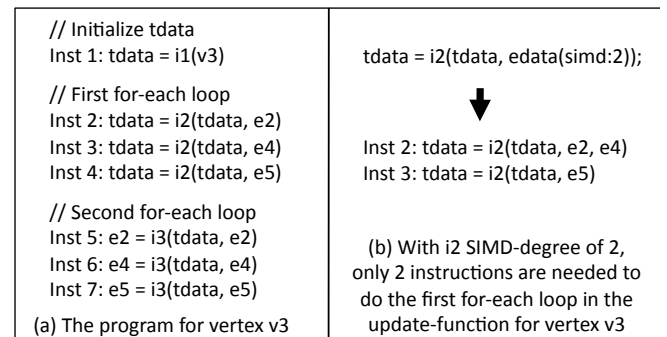 // Initialize tdata
Inst 1: tdata = i1(v3)
// First for-each loop
Inst 2: tdata = i2(tdata, e2)
Inst 3: tdata = i2(tdata, e4)
Inst 4: tdata = i2(tdata, e5)
// Second for-each loop
Inst 5: e2 = i3(tdata, e2)
Inst 6: e4 = i3(tdata, e4)
Inst 7: e5 = i3(tdata, e5)
(a) The program for vertex v3
tdata = i2(tdata, edata(simd:2));
Inst 2: tdata = i2(tdata, e2, e4)
Inst 3: tdata = i2(tdata, e5)
(b) With i2 SIMD-degree of 2,
only 2 instructions are needed to
do the first for-each loop in the
update-function for vertex v3